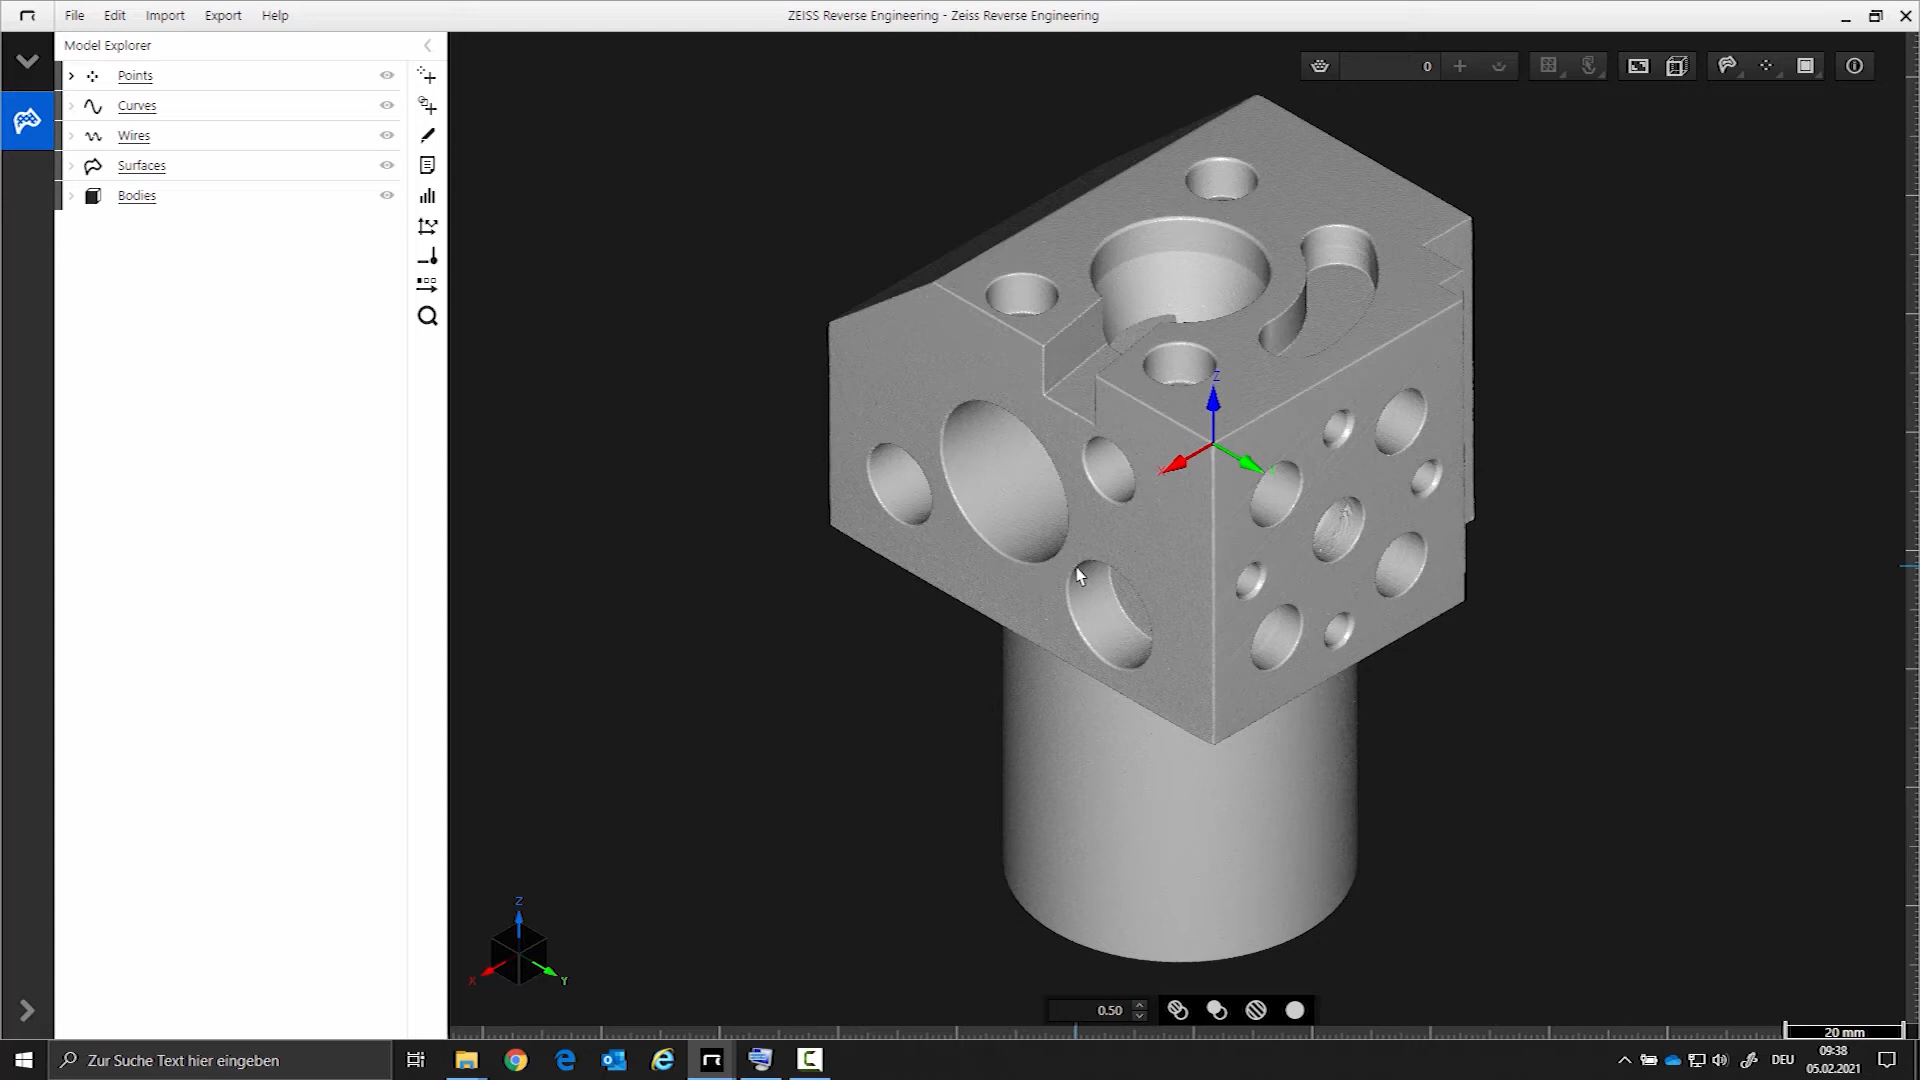 File Edit Import Export Help
ZEISS Reverse Engineering - Zeiss Reverse Engineering
Model Explorer
Points
Curves
Wires
Surfaces
Bodies
0
Z
X
Z
X
Y
0.50
20 mm
Zur Suche Text hier eingeben
DEU
09:38
05.02.2021